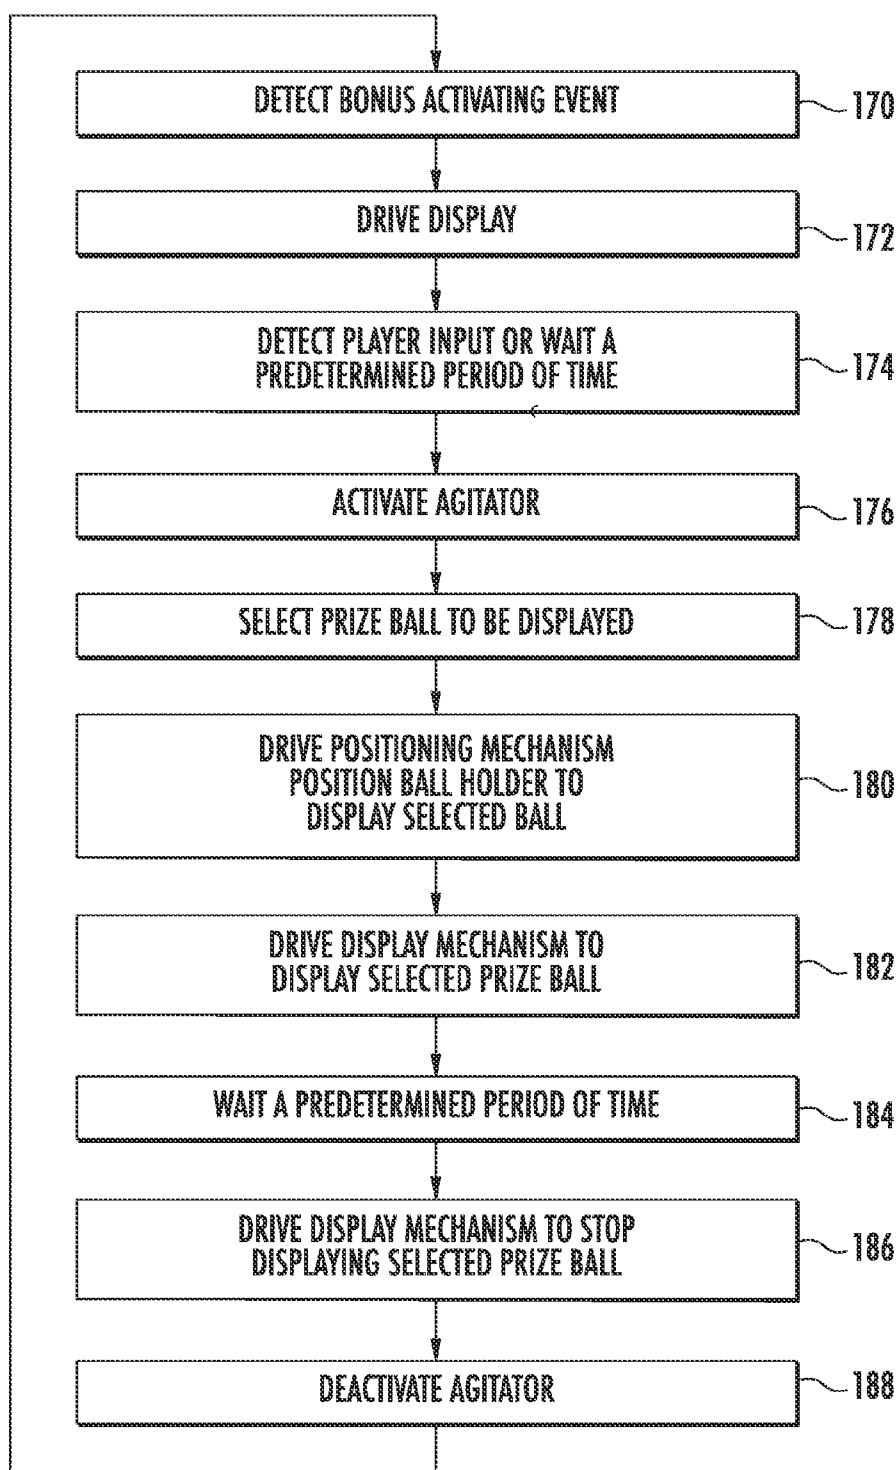 DETECT BONUS ACTIVATING EVENT
170
DRIVE DISPLAY
172
DETECT PLAYER INPUT OR WAIT A
PREDETERMINED PERIOD OF TIME
174
ACTIVATE AGITATOR
176
SELECT PRIZE BALL TO BE DISPLAYED
178
DRIVE POSITIONING MECHANISM
POSITION BALL HOLDER TO
DISPLAY SELECTED BALL
180
DRIVE DISPLAY MECHANISM TO
DISPLAY SELECTED PRIZE BALL
182
WAIT A PREDETERMINED PERIOD OF TIME
184
DRIVE DISPLAY MECHANISM TO STOP
DISPLAYING SELECTED PRIZE BALL
186
DEACTIVATE AGITATOR
188